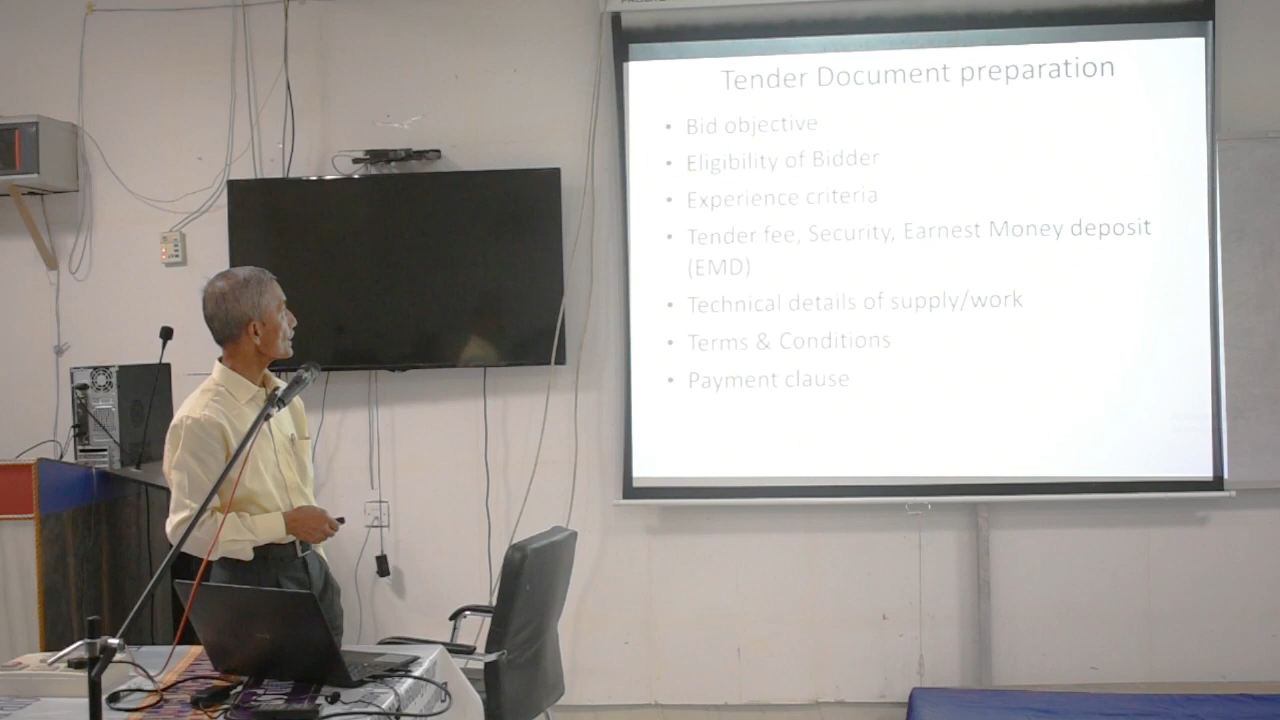 Tender Document preparation
• Bid objective
• Eligibility of Bidder
• Experience criteria
• Tender fee, Security, Earnest Money deposit
(EMD)
• Technical details of supply/work
• Terms & Conditions
• Payment clause